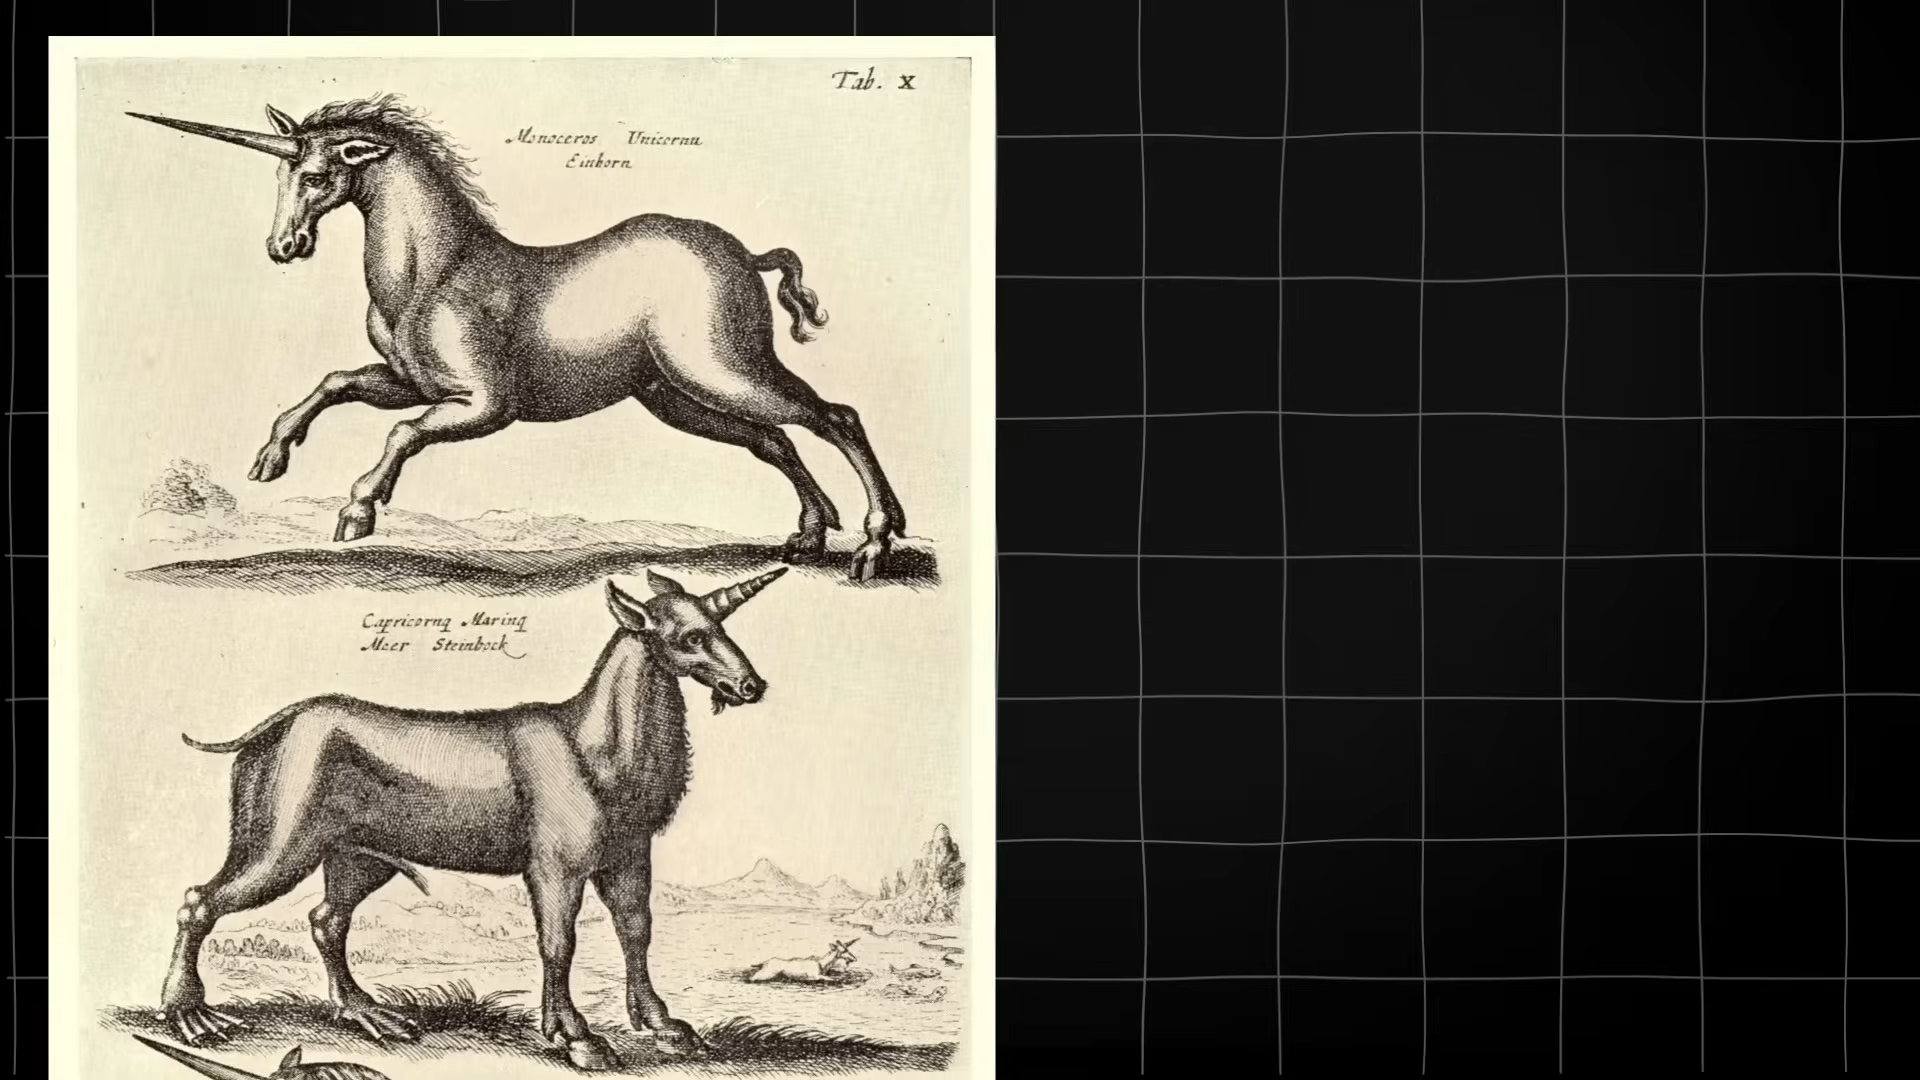 Tab. X
Monoceros Unicornu
Einhorn
Capricornq Marinq
Meer Steinbock